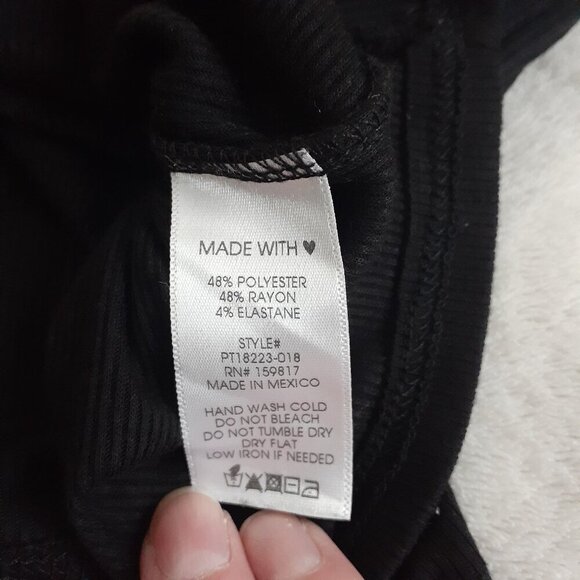 MADE WITH ♥
48% POLYESTER
48% RAYON
4% ELASTANE
STYLE#
PT18223-018
RN# 159817
MADE IN MEXICO
HAND WASH COLD
DO NOT BLEACH
DO NOT TUMBLE DRY
DRY FLAT
LOW IRON IF NEEDED